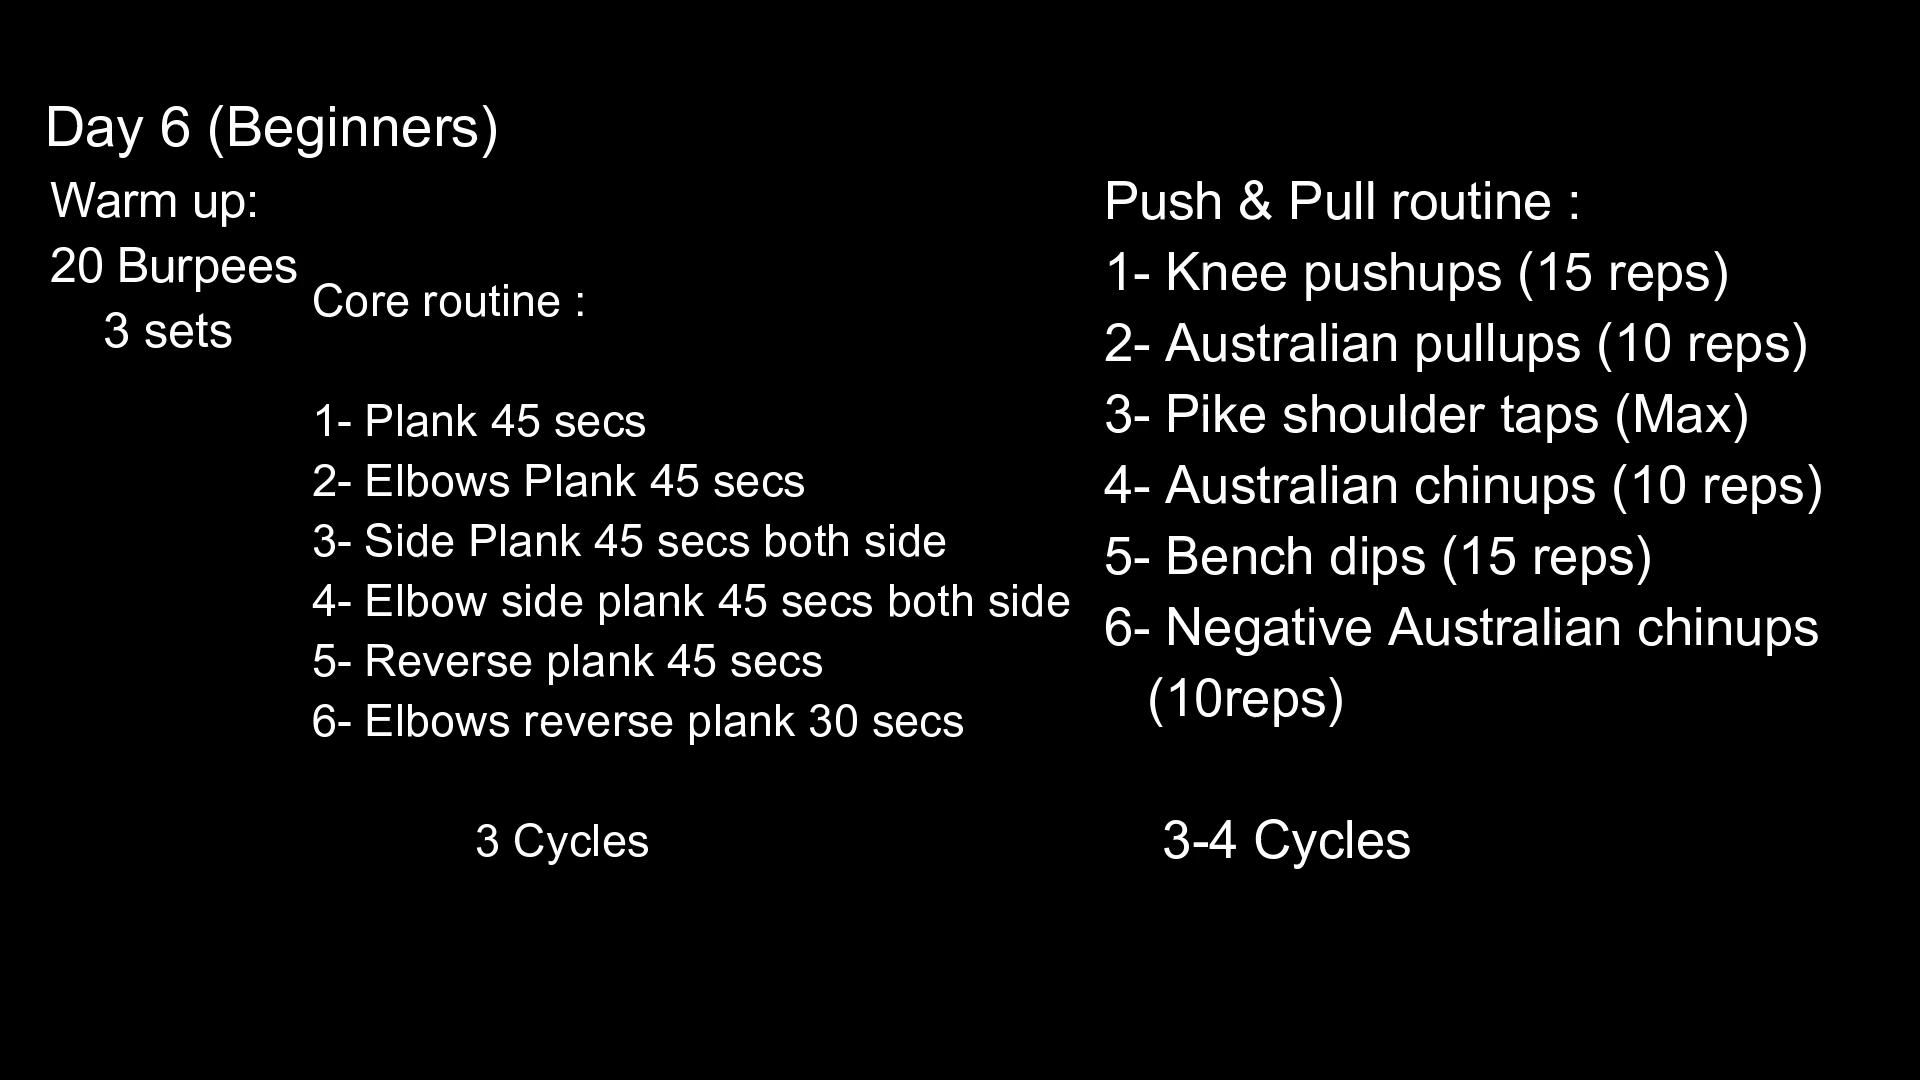 Day 6 (Beginners)
Warm up:
20 Burpees
3 sets
Core routine :
1- Plank 45 secs
2- Elbows Plank 45 secs
3- Side Plank 45 secs both side
4- Elbow side plank 45 secs both side
5- Reverse plank 45 secs
6- Elbows reverse plank 30 secs
3 Cycles
Push & Pull routine :
1- Knee pushups (15 reps)
2- Australian pullups (10 reps)
3- Pike shoulder taps (Max)
4- Australian chinups (10 reps)
5- Bench dips (15 reps)
6- Negative Australian chinups
(10reps)
3-4 Cycles